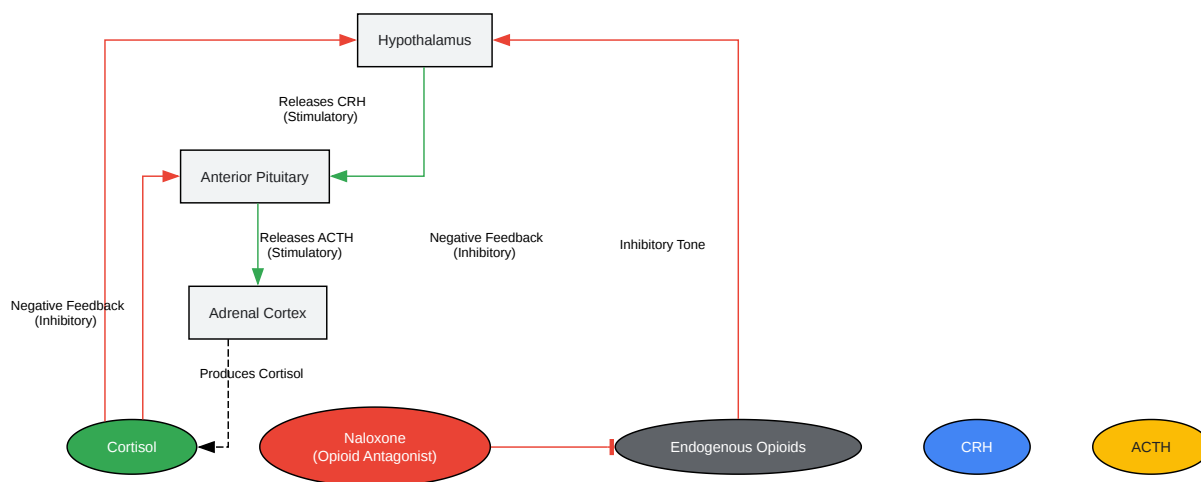 Hypothalamus
Releases CRH
(Stimulatory)
Anterior Pituitary
Releases ACTH
(Stimulatory)
Negative Feedback
(Inhibitory)
Inhibitory Tone
Negative Feedback
(Inhibitory)
Adrenal Cortex
Produces Cortisol
Cortisol
Naloxone
(Opioid Antagonist)
Endogenous Opioids
CRH
ACTH